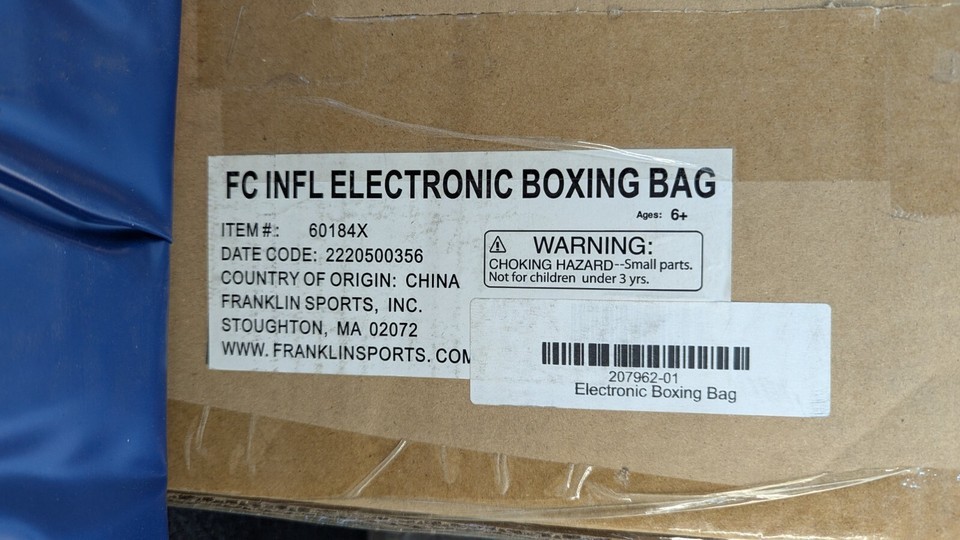 FC INFL ELECTRONIC BOXING BAG
Ages: 6+
ITEM #: 60184X
DATE CODE: 2220500356
COUNTRY OF ORIGIN: CHINA
FRANKLIN SPORTS, INC.
STOUGHTON, MA 02072
WWW.FRANKLINSPORTS.COM
WARNING:
CHOKING HAZARD--Small parts.
Not for children under 3 yrs.
207962-01
Electronic Boxing Bag